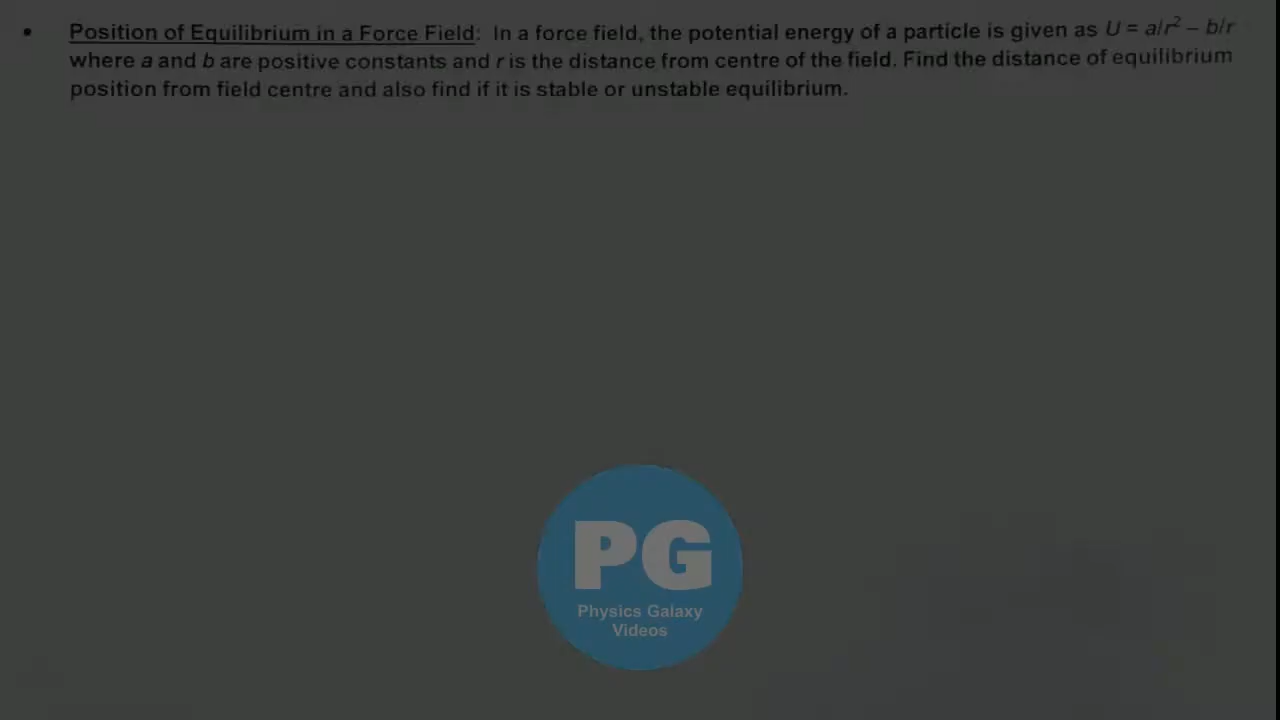 • Position of Equilibrium in a Force Field: In a force field, the potential energy of a particle is given as U = a/r² – b/r
where a and b are positive constants and r is the distance from centre of the field. Find the distance of equilibrium
position from field centre and also find if it is stable or unstable equilibrium.
PG
Physics Galaxy
Videos